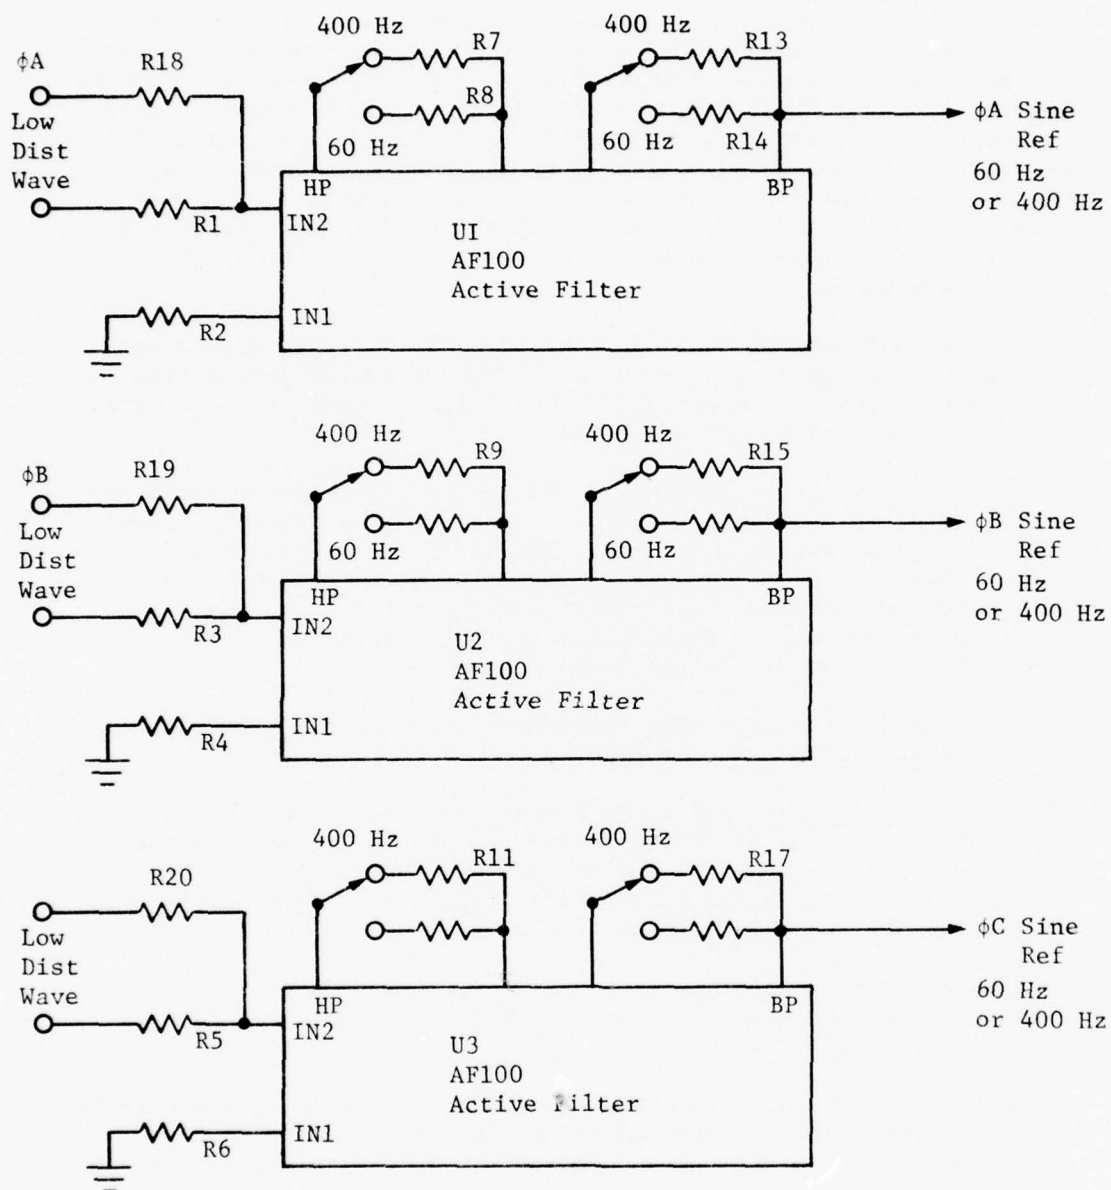 400 Hz
R7
400 Hz
R13
ϕA
R18
R8
Low
Dist
Wave
60 Hz
60 Hz
R14
ϕA Sine
Ref
60 Hz
or 400 Hz
HP
BP
R1
IN2
UI
AF100
Active Filter
R2
IN1
400 Hz
R9
400 Hz
R15
ϕB
R19
Low
Dist
Wave
60 Hz
60 Hz
ϕB Sine
Ref
60 Hz
or 400 Hz
HP
BP
R3
IN2
U2
AF100
Active Filter
R4
IN1
400 Hz
R11
400 Hz
R17
R20
Low
Dist
Wave
ϕC Sine
Ref
60 Hz
or 400 Hz
HP
BP
R5
IN2
U3
AF100
Active Filter
R6
IN1